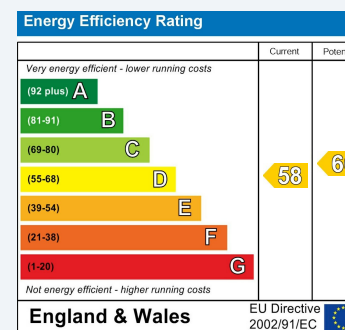 Energy Efficiency Rating
Current
Very energy efficient - lower running costs
(92 plus) A
(81-91) B
(69-80) C
(55-68) D
58
(39-54) E
(21-38) F
(1-20) G
Not energy efficient - higher running costs
England & Wales
EU Directive
2002/91/EC